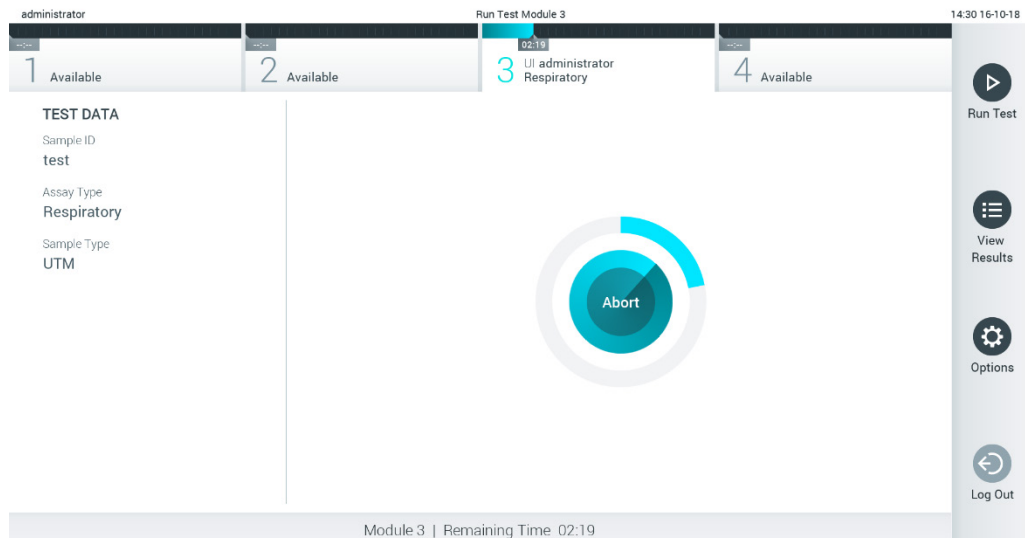 administrator
Run Test Module 3
14:30 16-10-18
--:--
--:--
02:19
--:--
1 Available
2 Available
3 UI administrator
Respiratory
4 Available
TEST DATA
Sample ID
test
Assay Type
Respiratory
Sample Type
UTM
Abort
Run Test
View
Results
Options
Log Out
Module 3 | Remaining Time 02:19